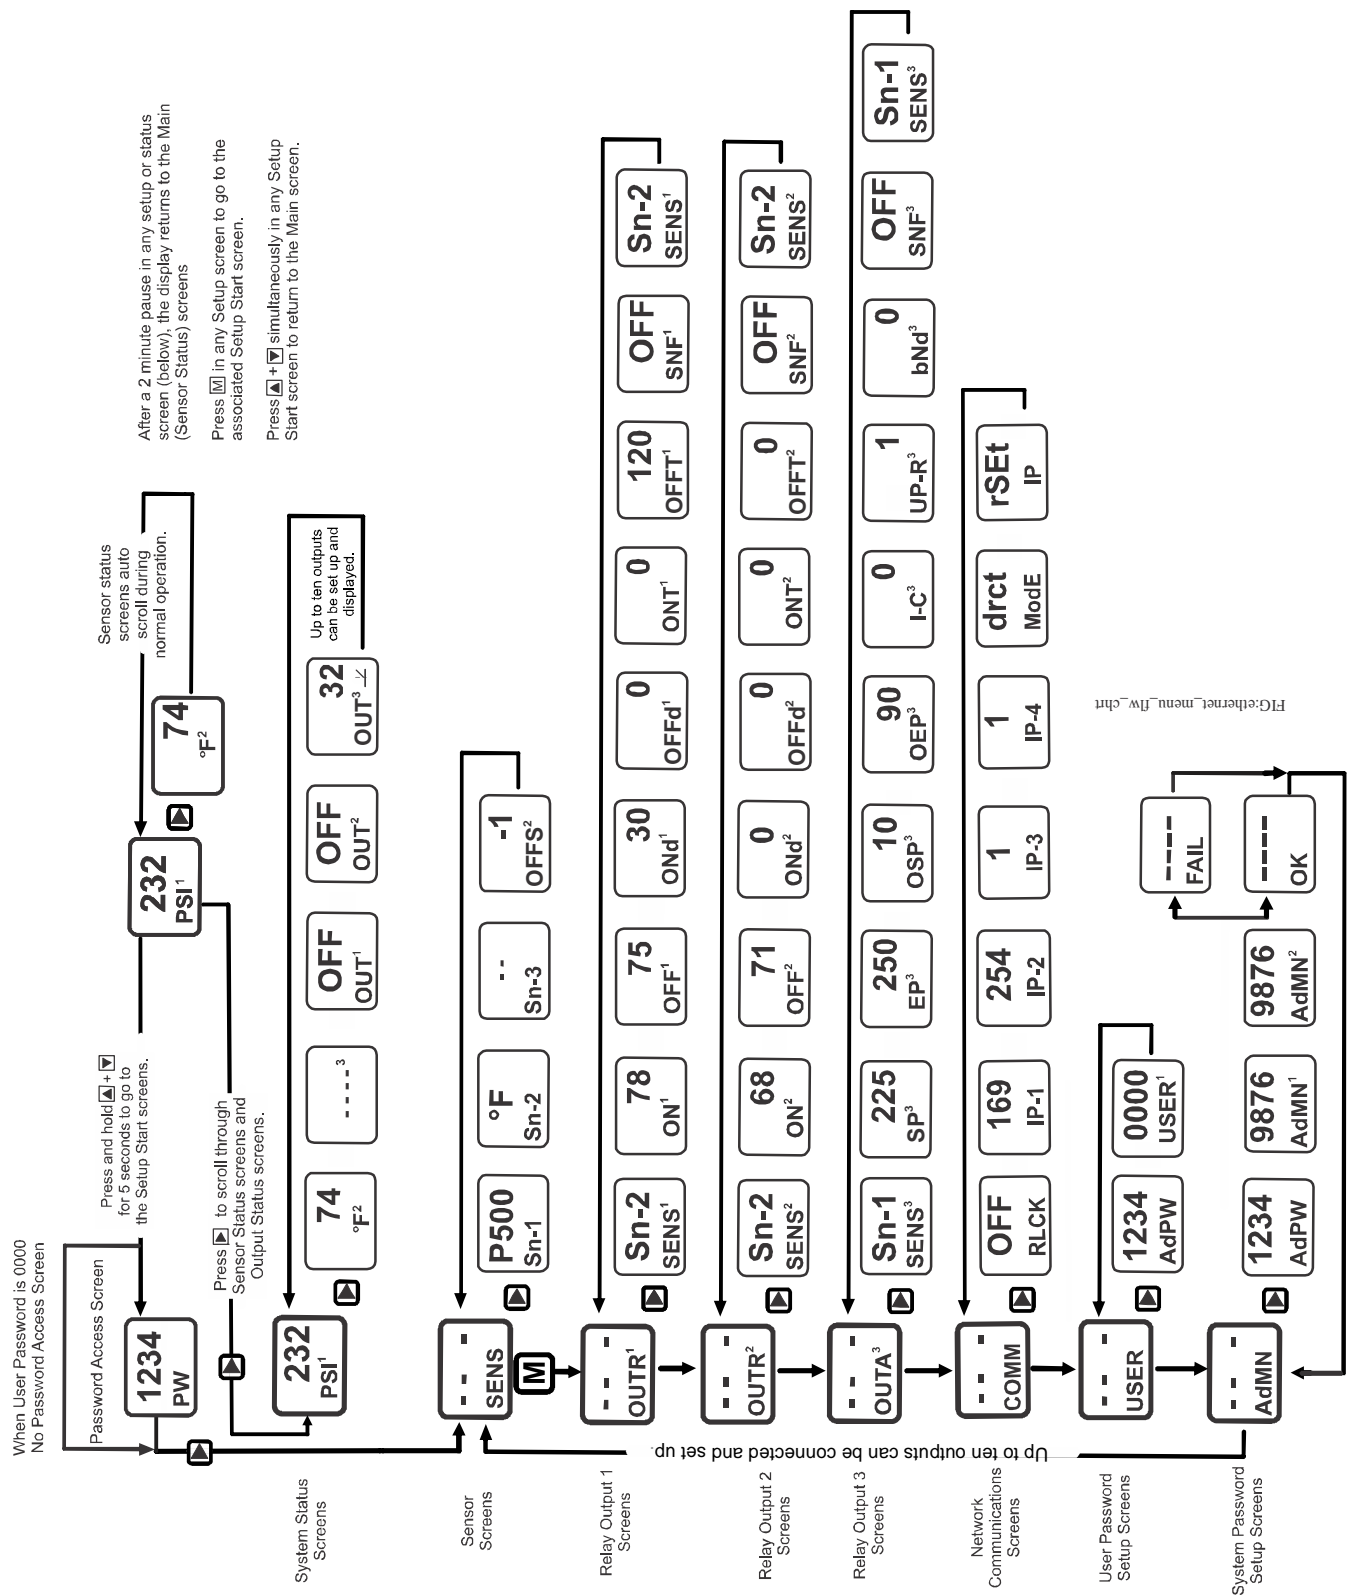 When User Password is 0000
No Password Access Screen
Password Access Screen
1234
PW
Press and hold ▲ + ▼
for 5 seconds to go to
the Setup Start screens.
232
PSI¹
74
°F²
Sensor status
screens auto
scroll during
normal operation.
After a 2 minute pause in any setup or status
screen (below), the display returns to the Main
(Sensor Status) screens
Press M in any Setup screen to go to the
associated Setup Start screen.
Press ▲ + ▼ simultaneously in any Setup
Start screen to return to the Main screen.
Press ▶ to scroll through
Sensor Status screens and
Output Status screens.
System Status
Screens
232
PSI¹
74
°F²
- - - - ³
OFF
OUT¹
OFF
OUT²
32
OUT³
Up to ten outputs
can be set up and
displayed.
Sensor
Screens
- - -
SENS
P500
Sn-1
°F
Sn-2
- -
Sn-3
-1
OFFS²
M
Relay Output 1
Screens
- - -
OUTR¹
Sn-2
SENS¹
78
ON¹
75
OFF¹
30
ONd¹
0
OFFd¹
0
ONT¹
120
OFFT¹
OFF
SNF¹
Sn-2
SENS¹
Relay Output 2
Screens
- - -
OUTR²
Sn-2
SENS²
68
ON²
71
OFF²
0
ONd²
0
OFFd²
0
ONT²
0
OFFT²
OFF
SNF²
Sn-2
SENS²
Relay Output 3
Screens
- - -
OUTA³
Sn-1
SENS³
225
SP³
250
EP³
10
OSP³
90
OEP³
0
I-C³
1
UP-R³
0
bNd³
OFF
SNF³
Sn-1
SENS³
Network
Communications
Screens
- - -
COMM
OFF
RLCK
169
IP-1
254
IP-2
1
IP-3
1
IP-4
drct
ModE
rSEt
IP
User Password
Setup Screens
- - -
USER
1234
AdPW
0000
USER¹
System Password
Setup Screens
- - -
AdMN
1234
AdPW
9876
AdMN¹
9876
AdMN²
----
FAIL
----
OK
Up to ten outputs can be connected and set up.
FIG:ethernet_menu_flw_chrt